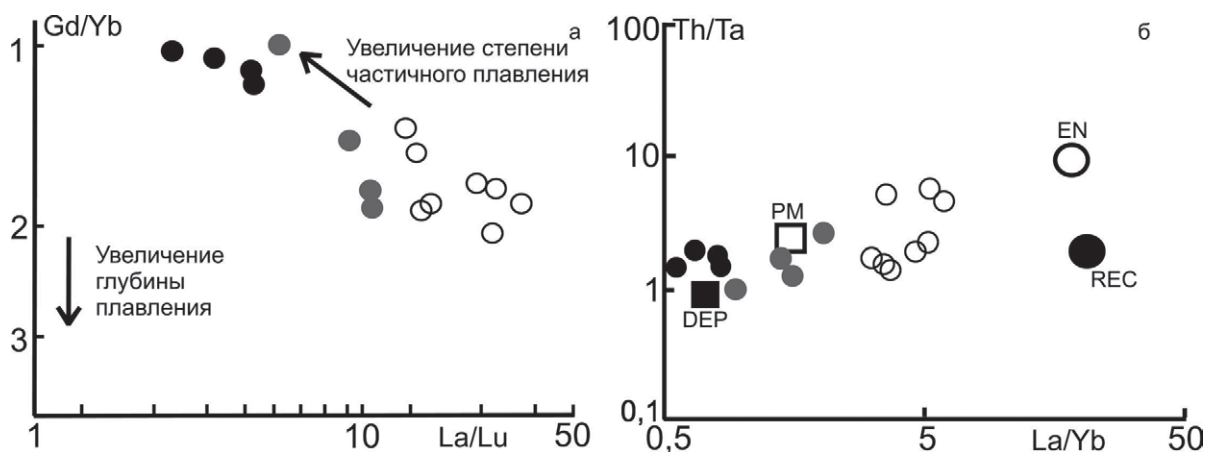 Gd/Yb
а
1
Увеличение степени
частичного плавления
2
Увеличение
глубины
плавления
3
1
10
La/Lu
50
100
Th/Ta
б
EN
10
PM
1
DEP
REC
0,1
0,5
5
La/Yb
50